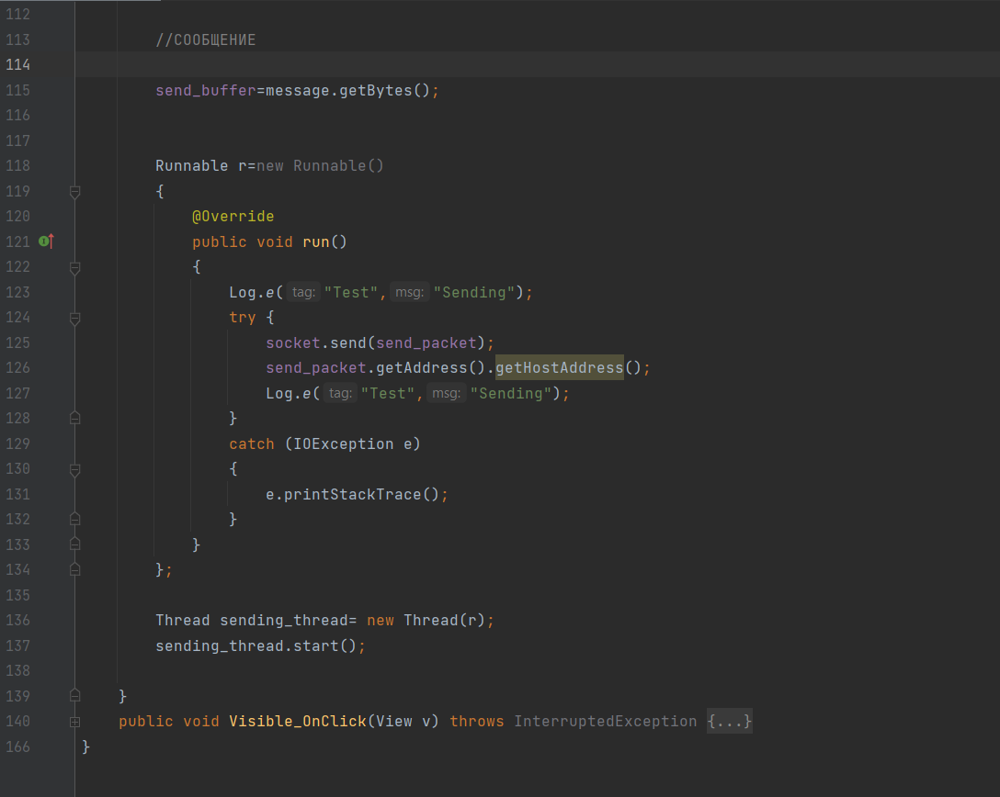 112
113 //СООБЩЕНИЕ
114
115 send_buffer=message.getBytes();
116
117
118 Runnable r=new Runnable()
119 {
120 @Override
121 public void run()
122 {
123 Log.e( tag: "Test", msg: "Sending");
124 try {
125 socket.send(send_packet);
126 send_packet.getAddress().getHostAddress();
127 Log.e( tag: "Test", msg: "Sending");
128 }
129 catch (IOException e)
130 {
131 e.printStackTrace();
132 }
133 }
134 };
135
136 Thread sending_thread= new Thread(r);
137 sending_thread.start();
138
139 }
140 public void Visible_OnClick(View v) throws InterruptedException {...}
166 }